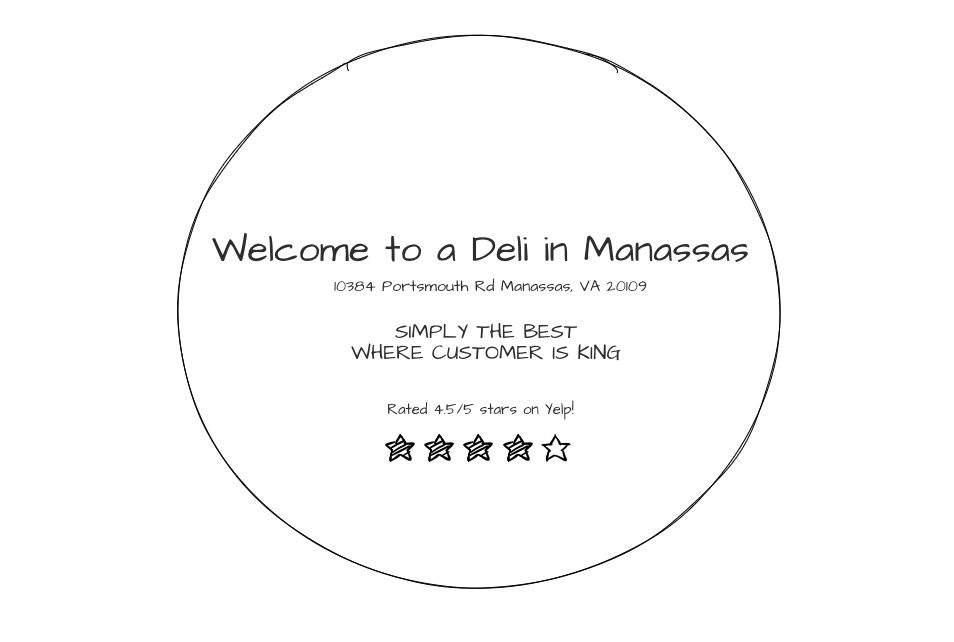 Welcome to a Deli in Manassas
10384 Portsmouth Rd Manassas, VA 20109
SIMPLY THE BEST
WHERE CUSTOMER IS KING
Rated 4.5/5 stars on Yelp!